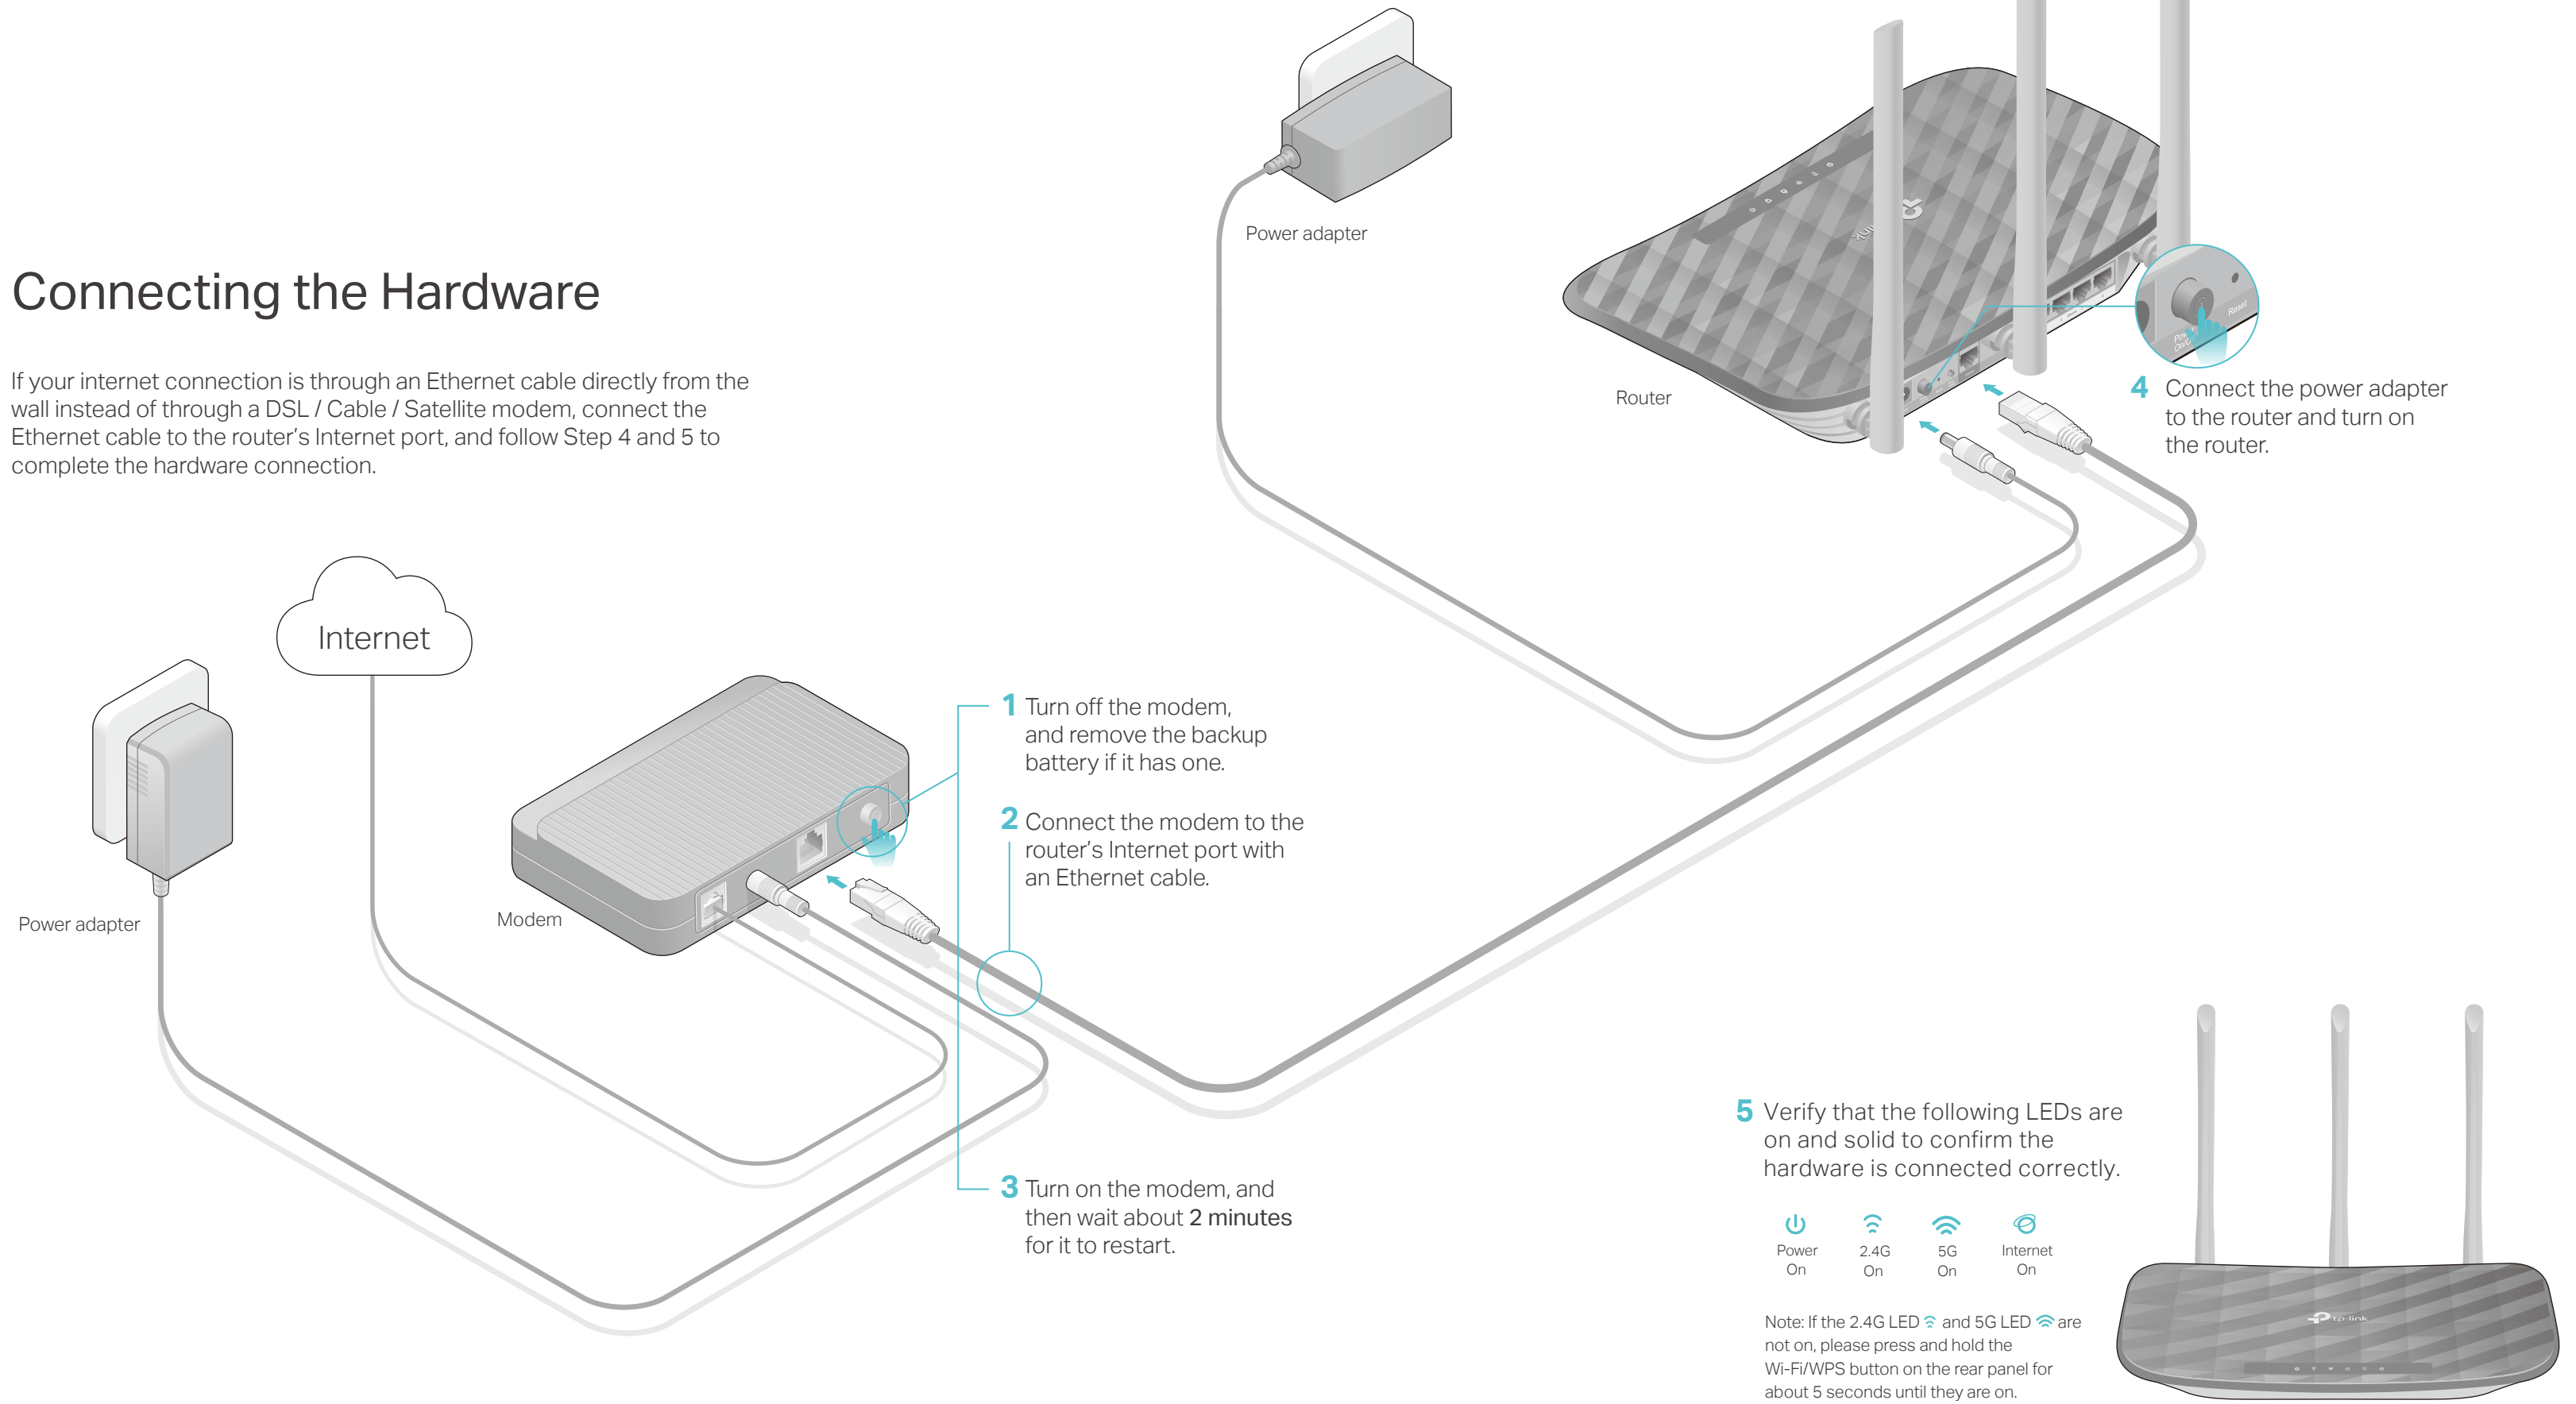 Connecting the Hardware
If your internet connection is through an Ethernet cable directly from the
wall instead of through a DSL / Cable / Satellite modem, connect the
Ethernet cable to the router's Internet port, and follow Step 4 and 5 to
complete the hardware connection.
Power adapter
Router
Reset
4 Connect the power adapter
to the router and turn on
the router.
Internet
Power adapter
Modem
1 Turn off the modem,
and remove the backup
battery if it has one.
2 Connect the modem to the
router's Internet port with
an Ethernet cable.
3 Turn on the modem, and
then wait about 2 minutes
for it to restart.
5 Verify that the following LEDs are
on and solid to confirm the
hardware is connected correctly.
Power
On
2.4G
On
5G
On
Internet
On
Note: If the 2.4G LED and 5G LED are
not on, please press and hold the
Wi-Fi/WPS button on the rear panel for
about 5 seconds until they are on.
tp-link